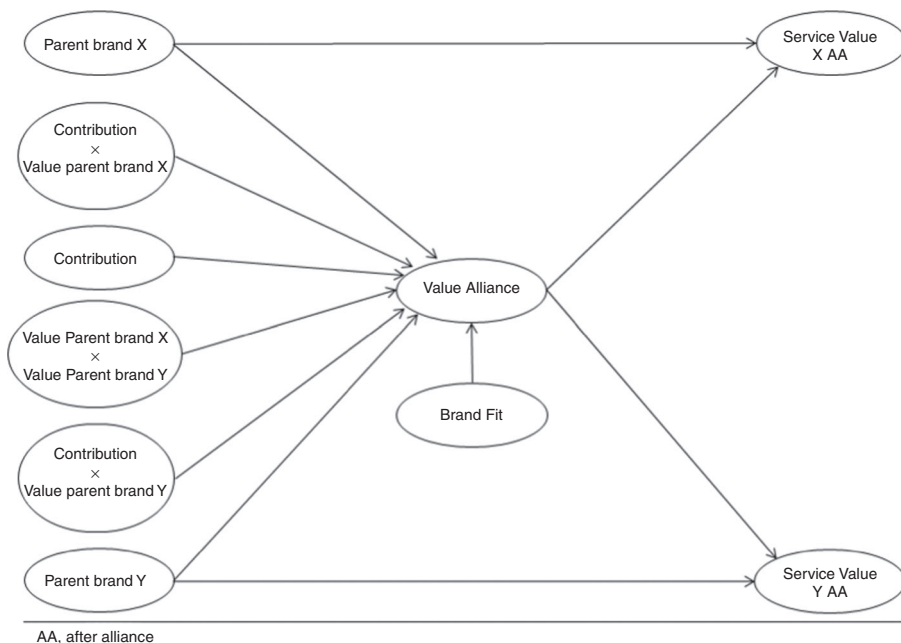 Parent brand X
Service Value
X AA
Contribution
×
Value parent brand X
Contribution
Value Alliance
Value Parent brand X
×
Value Parent brand Y
Brand Fit
Contribution
×
Value parent brand Y
Parent brand Y
Service Value
Y AA
AA, after alliance